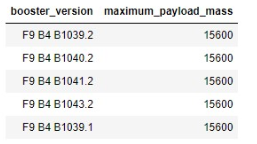 booster_version maximum_payload_mass
F9 B4 B1039.2 15600
F9 B4 B1040.2 15600
F9 B4 B1041.2 15600
F9 B4 B1043.2 15600
F9 B4 B1039.1 15600